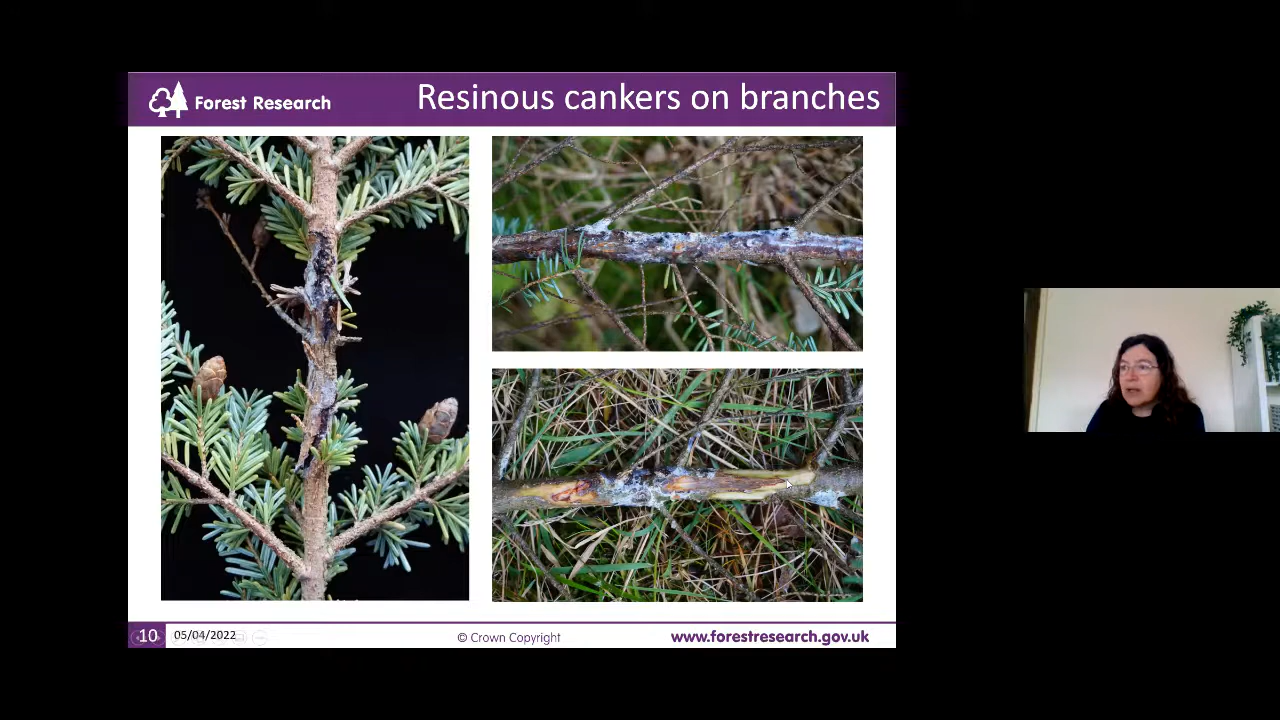 Forest Research
Resinous cankers on branches
10
05/04/2022
© Crown Copyright
www.forestresearch.gov.uk